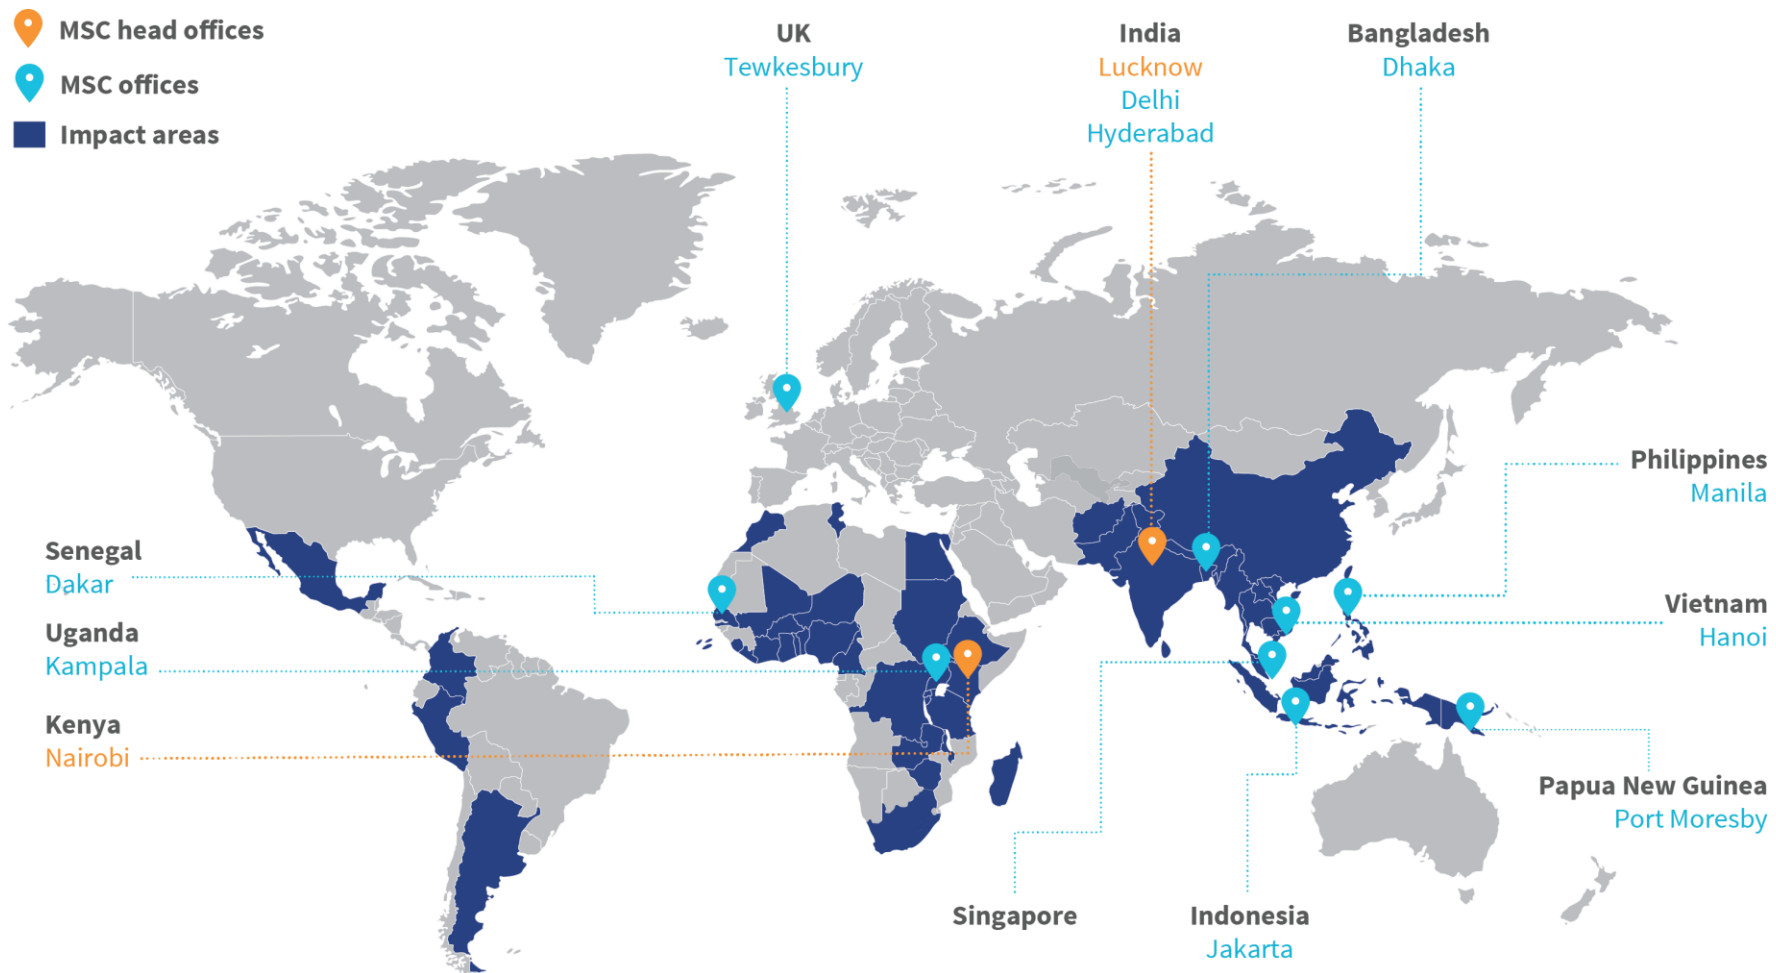 MSC head offices
MSC offices
Impact areas
UK
Tewkesbury
India
Lucknow
Delhi
Hyderabad
Bangladesh
Dhaka
Philippines
Manila
Senegal
Dakar
Vietnam
Hanoi
Uganda
Kampala
Kenya
Nairobi
Papua New Guinea
Port Moresby
Singapore
Indonesia
Jakarta